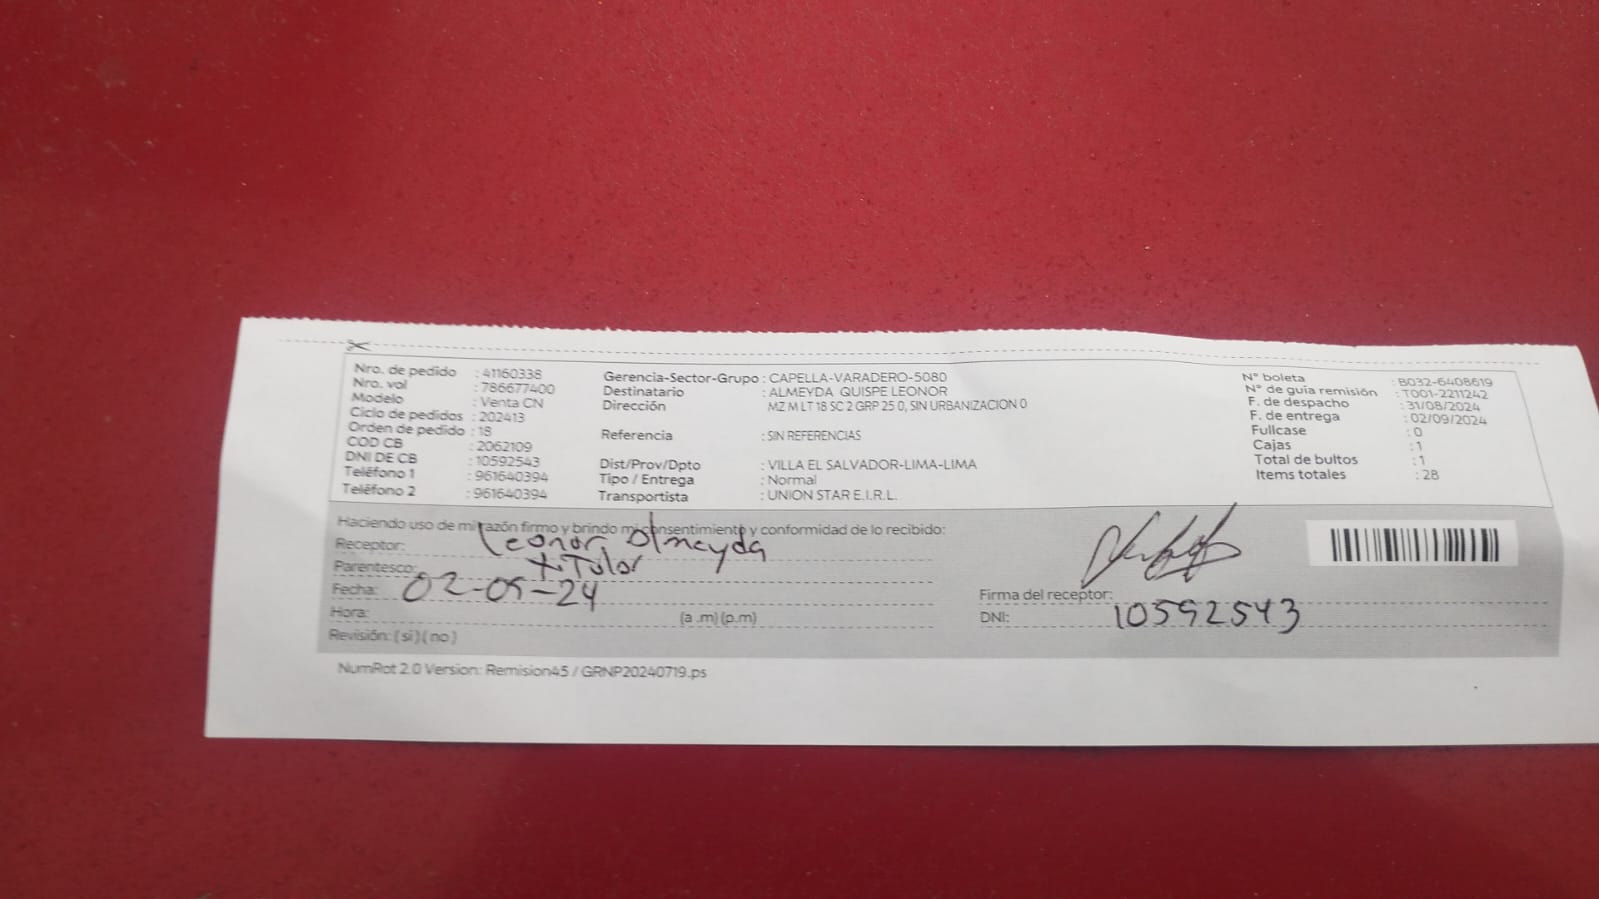 Nro. de pedido : 41160338
Nro. vol : 786677400
Modelo : Venta CN
Ciclo de pedidos : 202413
Orden de pedido : 18
COD CB : 2062109
DNI DE CB : 10592543
Teléfono 1 : 961640394
Teléfono 2 : 961640394
Gerencia-Sector-Grupo : CAPELLA-VARADERO-5080
Destinatario : ALMEYDA QUISPE LEONOR
Dirección : MZ M LT 18 SC 2 GRP 25 0, SIN URBANIZACION 0
Referencia : SIN REFERENCIAS
Dist/Prov/Dpto : VILLA EL SALVADOR-LIMA-LIMA
Tipo / Entrega : Normal
Transportista : UNION STAR E.I.R.L.
N° boleta : B032-6408619
N° de guia remisión : T001-2211242
F. de despacho : 31/08/2024
F. de entrega : 02/09/2024
Fullcase : 0
Cajas : 1
Total de bultos : 1
Items totales : 28
Haciendo uso de mi razón firmo y brindo mi consentimiento y conformidad de lo recibido:
Receptor: Leonor Almeyda
Parentesco: Titular
Fecha: 02-09-24
Hora: (a .m) (p.m)
Revisión: ( si ) ( no )
Firma del receptor:
DNI: 10592543
NumRot 2.0 Version: Remision45 / GRNP20240719.ps